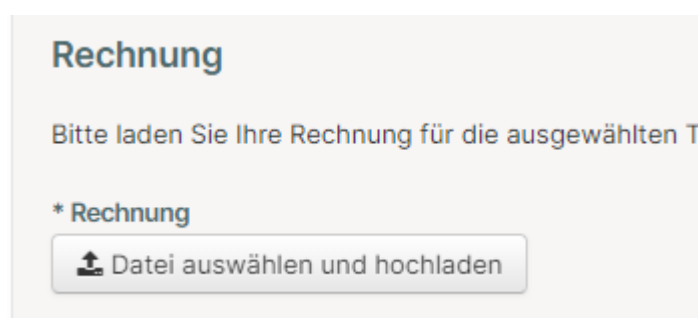 Rechnung
Bitte laden Sie Ihre Rechnung für die ausgewählten T
* Rechnung
Datei auswählen und hochladen